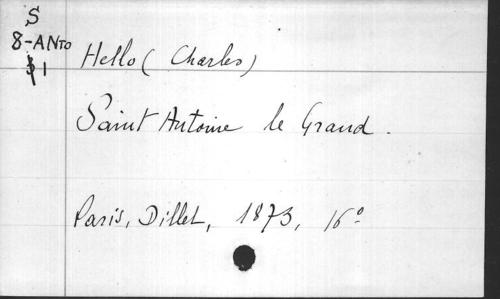 S
8-ANTO
1
Hello (Charles)
Saint Antoine le Grand.
Paris, Dillet, 1873, 16º